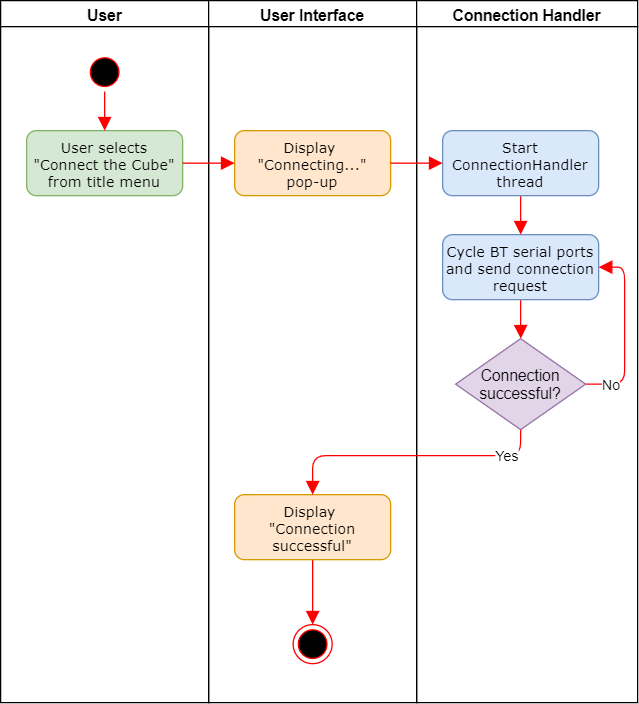 User
User Interface
Connection Handler
User selects
"Connect the Cube"
from title menu
Display
"Connecting..."
pop-up
Start
ConnectionHandler
thread
Cycle BT serial ports
and send connection
request
Connection
successful?
No
Yes
Display
"Connection
successful"